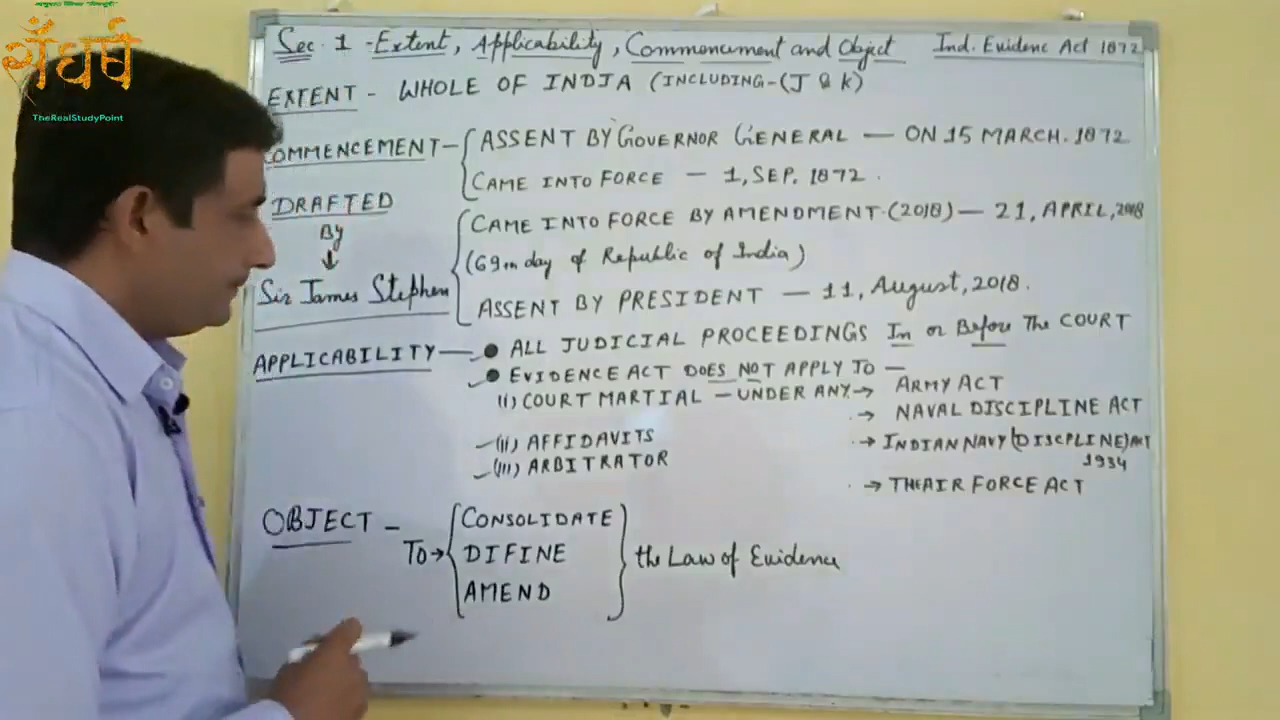 संघर्ष
TheRealStudyPoint
Sec. 1 - Extent, Applicability, Commoncument and Object Ind. Evidenc Act 1872
EXTENT - WHOLE OF INDIA (INCLUDING-(J & K)
COMMENCEMENT - ASSENT BY GOVERNOR GENERAL — ON 15 MARCH. 1872
CAME INTO FORCE — 1, SEP. 1872.
DRAFTED
By
Sir James Stephen
CAME INTO FORCE BY AMENDMENT-(2018) — 21, APRIL, 2018
(69th day of Republic of India)
ASSENT BY PRESIDENT — 11, August, 2018.
APPLICABILITY — ● ALL JUDICIAL PROCEEDINGS In or Before The COURT
● EVIDENCE ACT DOES NOT APPLY TO —
(I) COURT MARTIAL — UNDER ANY → ARMY ACT
→ NAVAL DISCIPLINE ACT
(II) AFFIDAVITS → INDIAN NAVY (DISCPLINE) ACT
1934
(III) ARBITRATOR
→ THE AIR FORCE ACT
OBJECT — To → CONSOLIDATE
DIFINE the Law of Evidence
AMEND